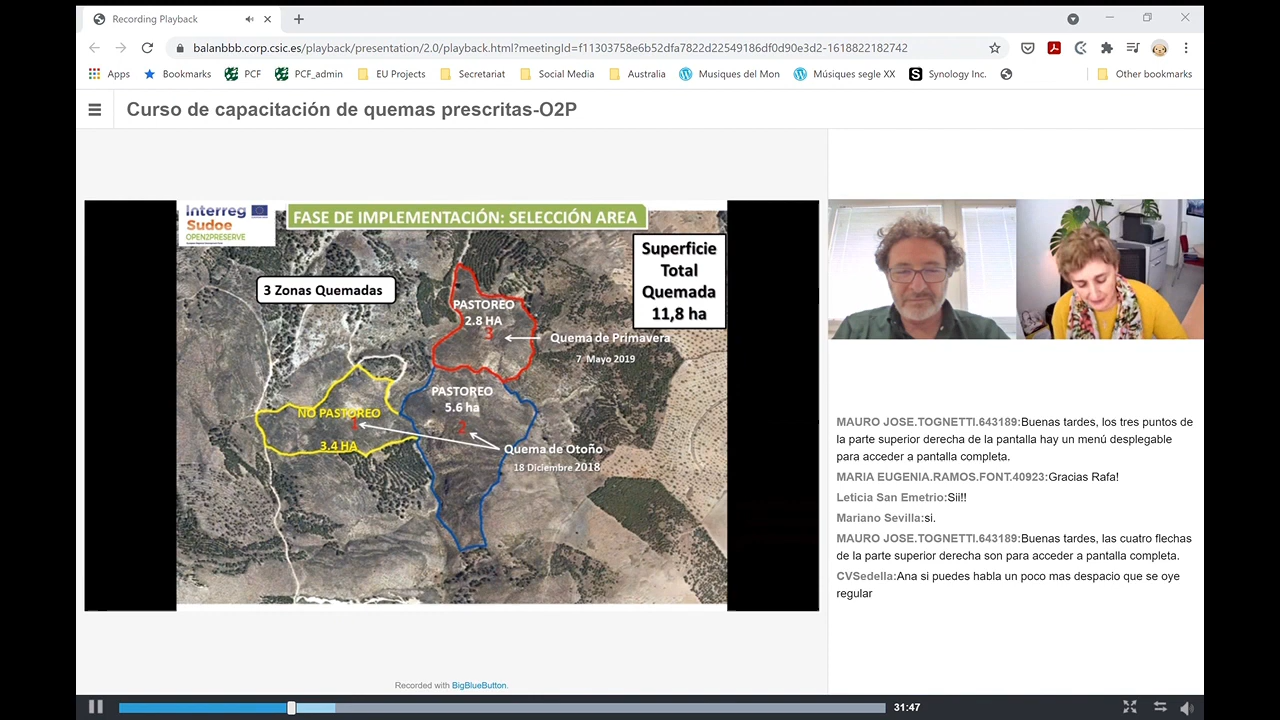 Recording Playback
balanbbb.corp.csic.es/playback/presentation/2.0/playback.html?meetingId=f11303758e6b52dfa7822d22549186df0d90e3d2-1618822182742
Apps
Bookmarks
PCF
PCF_admin
EU Projects
Secretariat
Social Media
Australia
Musiques del Mon
Músiques segle XX
Synology Inc.
Other bookmarks
Curso de capacitación de quemas prescritas-O2P
Interreg
Sudoe
OPEN2PRESERVE
FASE DE IMPLEMENTACIÓN: SELECCIÓN AREA
Superficie
Total
Quemada
11,8 ha
3 Zonas Quemadas
PASTOREO
2.8 HA
3
Quema de Primavera
7 Mayo 2019
PASTOREO
5.6 ha
2
NO PASTOREO
1
3.4 HA
Quema de Otoño
18 Diciembre 2018
MAURO JOSE.TOGNETTI.643189:Buenas tardes, los tres puntos de
la parte superior derecha de la pantalla hay un menú desplegable
para acceder a pantalla completa.
MARIA EUGENIA.RAMOS.FONT.40923:Gracias Rafa!
Leticia San Emetrio:Sii!!
Mariano Sevilla:si.
MAURO JOSE.TOGNETTI.643189:Buenas tardes, las cuatro flechas
de la parte superior derecha son para acceder a pantalla completa.
CVSedella:Ana si puedes habla un poco mas despacio que se oye
regular
Recorded with BigBlueButton.
31:47